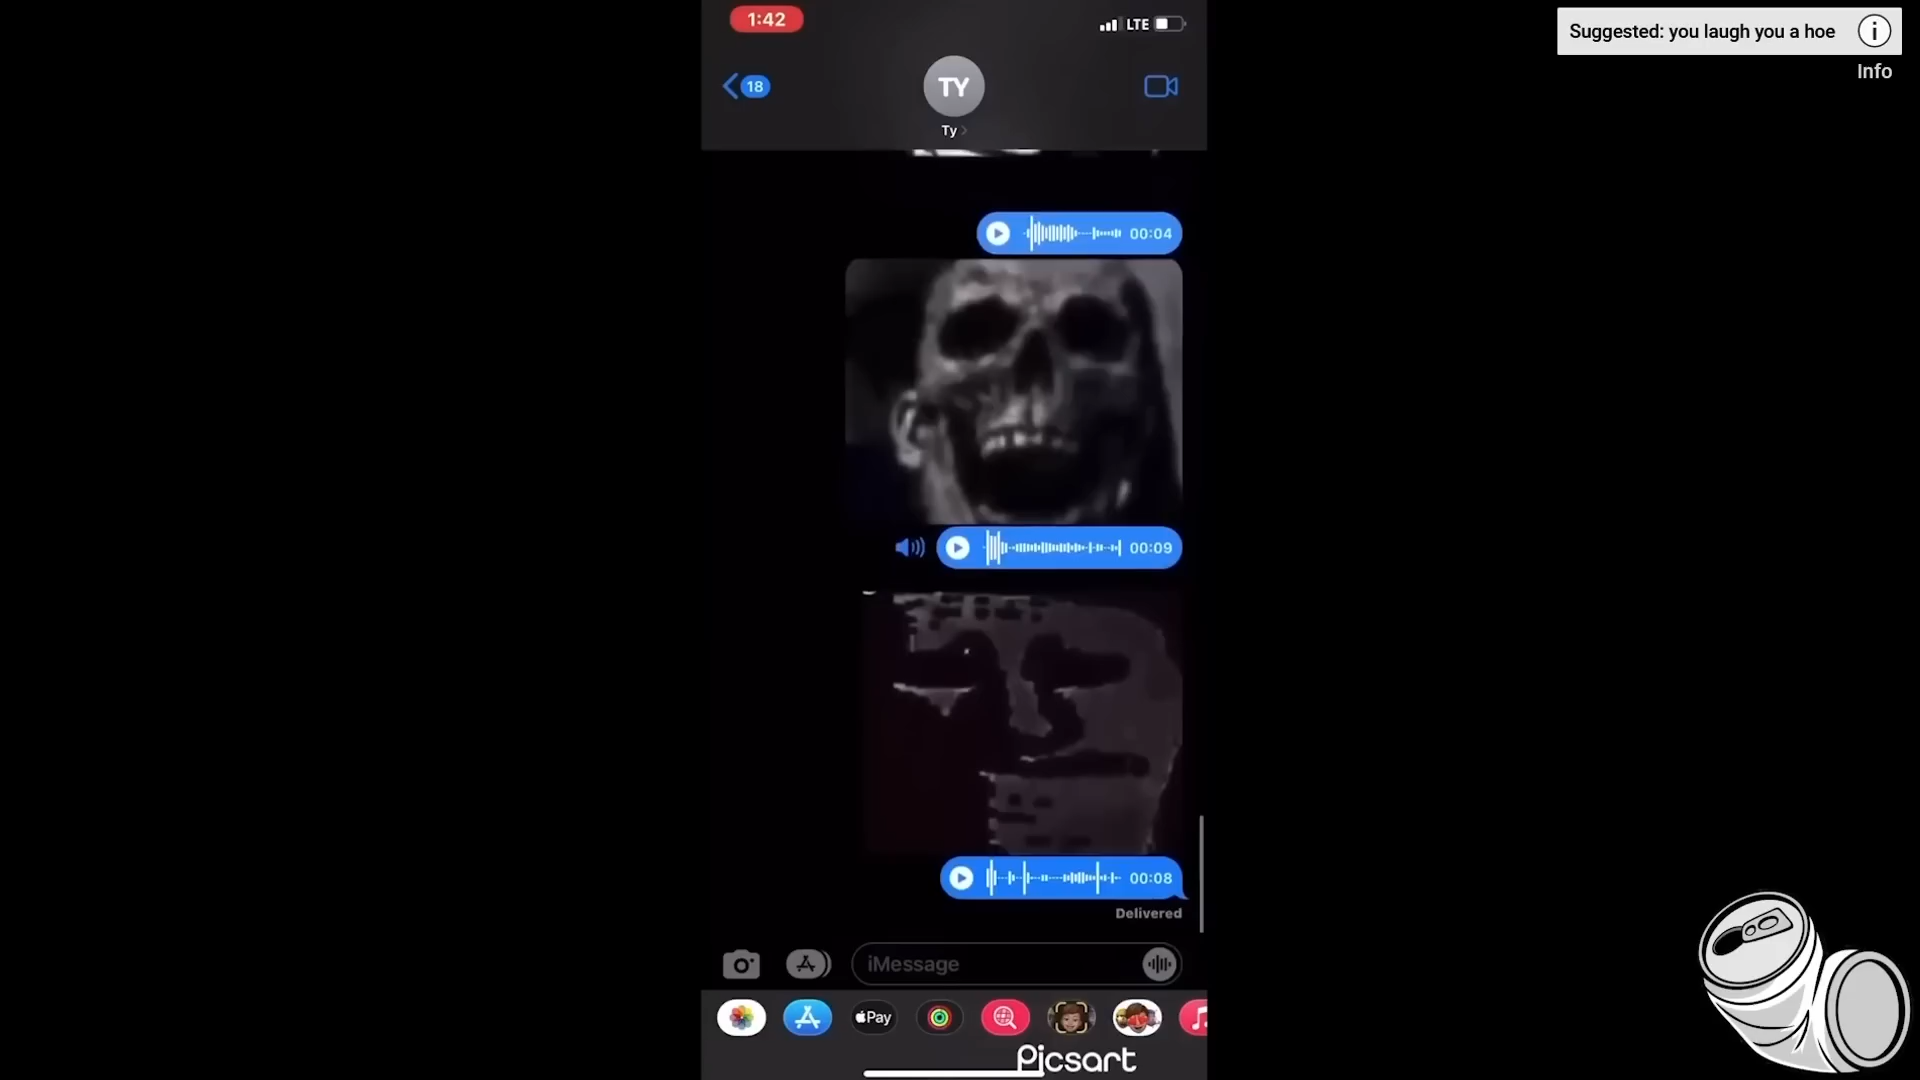 1:42
LTE
Suggested: you laugh you a hoe
i
Info
18
TY
Ty
00:04
00:09
00:08
Delivered
iMessage
Pay
Picsart